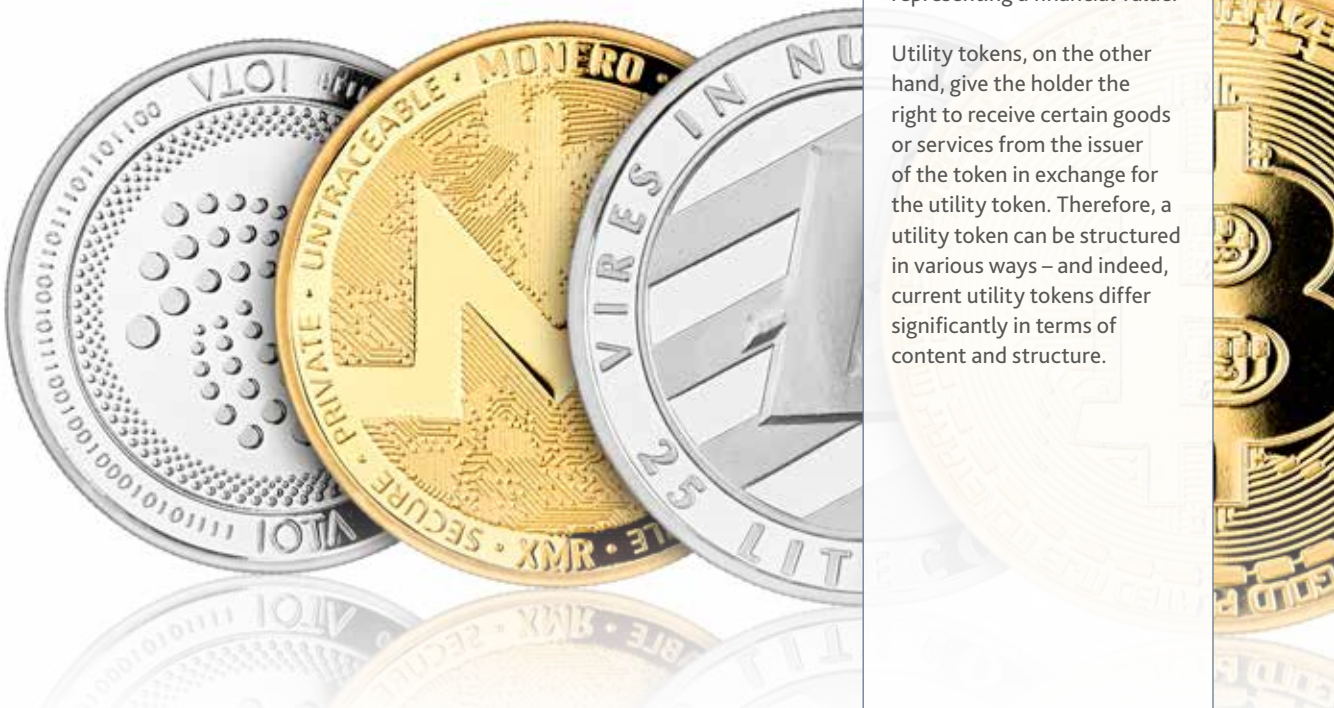 Utility tokens, on the other
hand, give the holder the
right to receive certain goods
or services from the issuer
of the token in exchange for
the utility token. Therefore, a
utility token can be structured
in various ways – and indeed,
current utility tokens differ
significantly in terms of
content and structure.
IOTA
IOTA
PRIVATE · UNTRACEABLE · MONERO ·
SECURE · XMR ·
VIRES IN NU
25 LIT